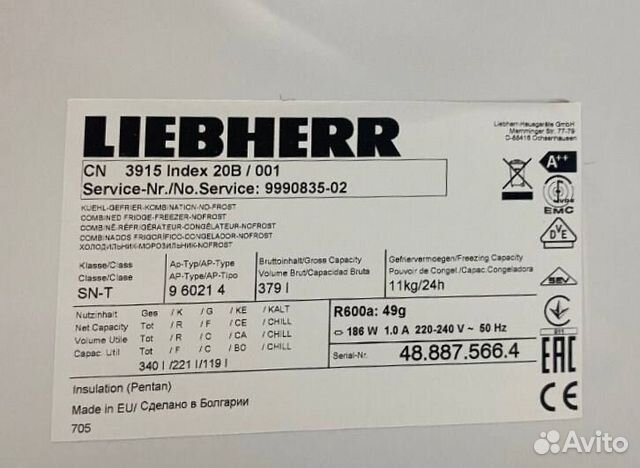 LIEBHERR
Liebherr-Hausgeräte GmbH
Memminger Str. 77-79
D-88416 Ochsenhausen
CN 3915 Index 20B / 001
Service-Nr./No.Service: 9990835-02
A++
EMC
KUEHL-GEFRIER-KOMBINATION-NO-FROST
COMBINED FRIDGE-FREEZER-NOFROST
COMBINÉ-RÉFRIGÉRATEUR-CONGÉLATEUR-NOFROST
COMBINADOS FRIGORÍFICO-CONGELADOR-NOFROST
ХОЛОДИЛЬНИК-МОРОЗИЛЬНИК-NOFROST
VDE
Klasse/Class Ap-Typ/AP-Type Bruttoinhalt/Gross Capacity Gefriervermoegen/Freezing Capacity
Classe/Clase AP-Type/AP-Tipo Volume Brut/Capacidad Bruta Pouvoir de Congel./Capac.Congeladora
SN-T 9 6021 4 379 l 11kg/24h
SEV
Nutzinhalt Ges / K / G / KE / KALT
Net Capacity Tot / R / F / CE / CHILL
Volume Utile Tot / R / C / CA / CHILL
Capac. Util Tot / F / C / BO / CHILL
340 l /221 l /119 l
R600a: 49g
186 W 1.0 A 220-240 V ~ 50 Hz
Serial-Nr. 48.887.566.4
EAC
Insulation (Pentan)
Made in EU/ Сделано в Болгарии
CE
705
Avito